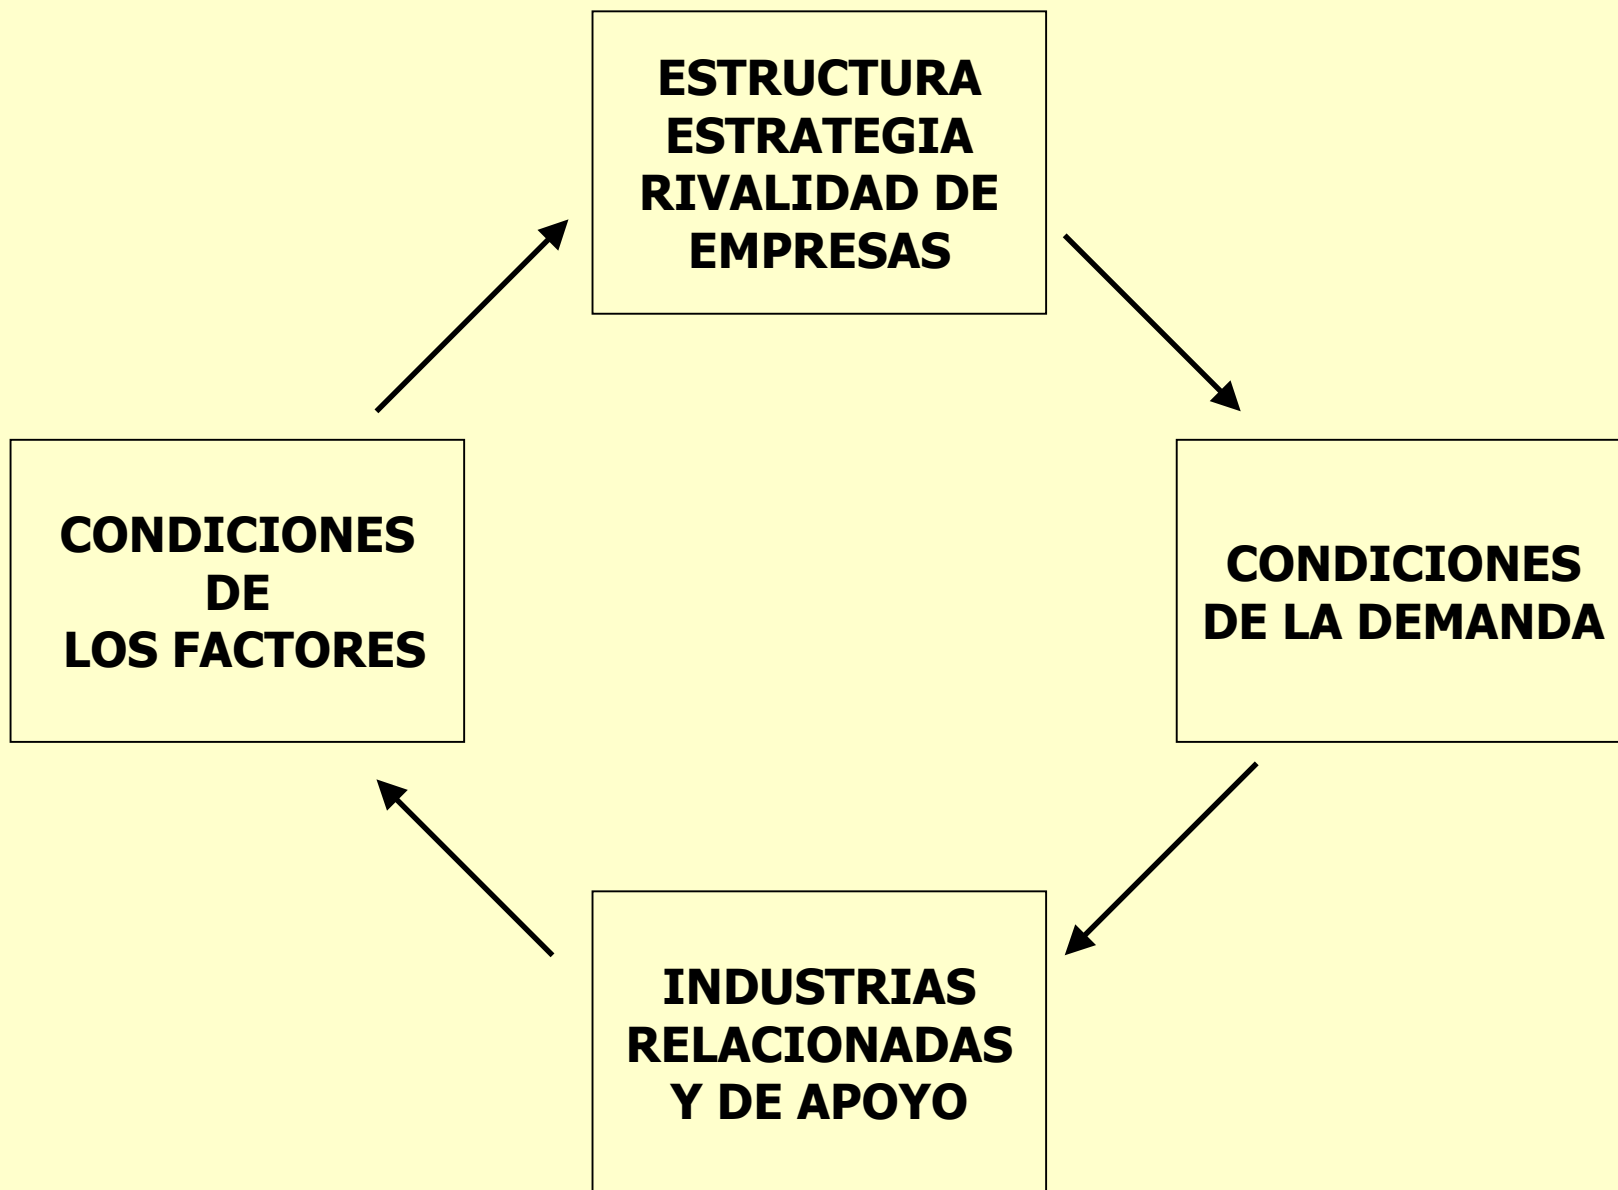 ESTRUCTURA
ESTRATEGIA
RIVALIDAD DE
EMPRESAS
CONDICIONES
DE
LOS FACTORES
CONDICIONES
DE LA DEMANDA
INDUSTRIAS
RELACIONADAS
Y DE APOYO